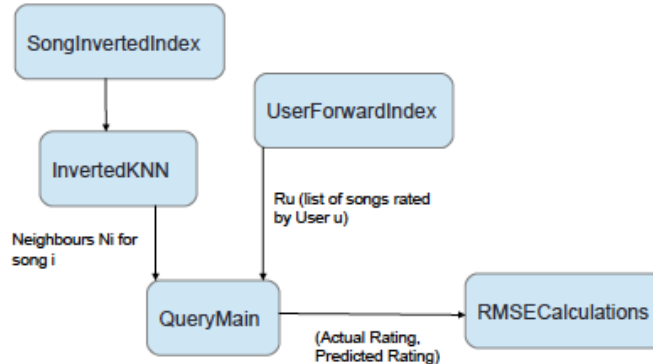 SongInvertedIndex
UserForwardIndex
InvertedKNN
Ru (list of songs rated
by User u)
Neighbours Ni for
song i
QueryMain
RMSECalculations
(Actual Rating,
Predicted Rating)